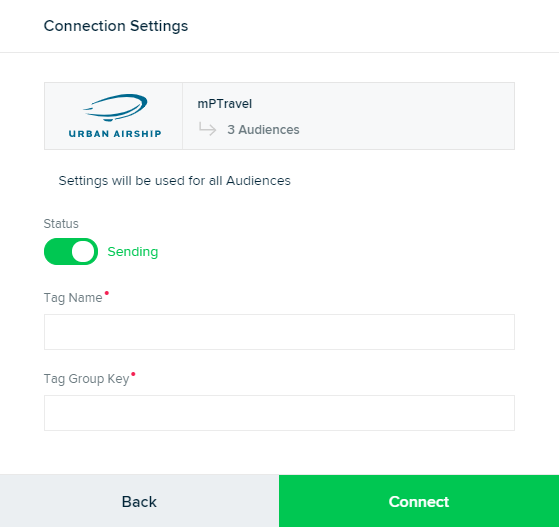 Connection Settings
URBAN AIRSHIP
mPTravel
3 Audiences
Settings will be used for all Audiences
Status
Sending
Tag Name•
Tag Group Key•
Back
Connect